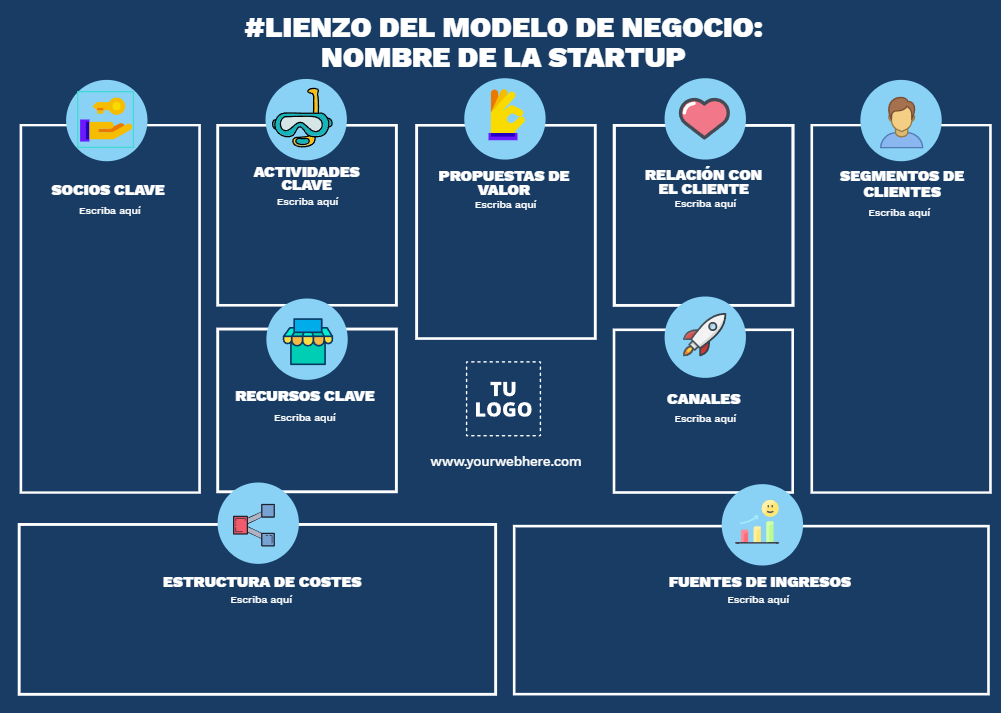 #LIENZO DEL MODELO DE NEGOCIO:
NOMBRE DE LA STARTUP
SOCIOS CLAVE
Escriba aquí
ACTIVIDADES
CLAVE
Escriba aquí
PROPUESTAS DE
VALOR
Escriba aquí
RELACIÓN CON
EL CLIENTE
Escriba aquí
SEGMENTOS DE
CLIENTES
Escriba aquí
RECURSOS CLAVE
Escriba aquí
TU
LOGO
www.yourwebhere.com
CANALES
Escriba aquí
ESTRUCTURA DE COSTES
Escriba aquí
FUENTES DE INGRESOS
Escriba aquí